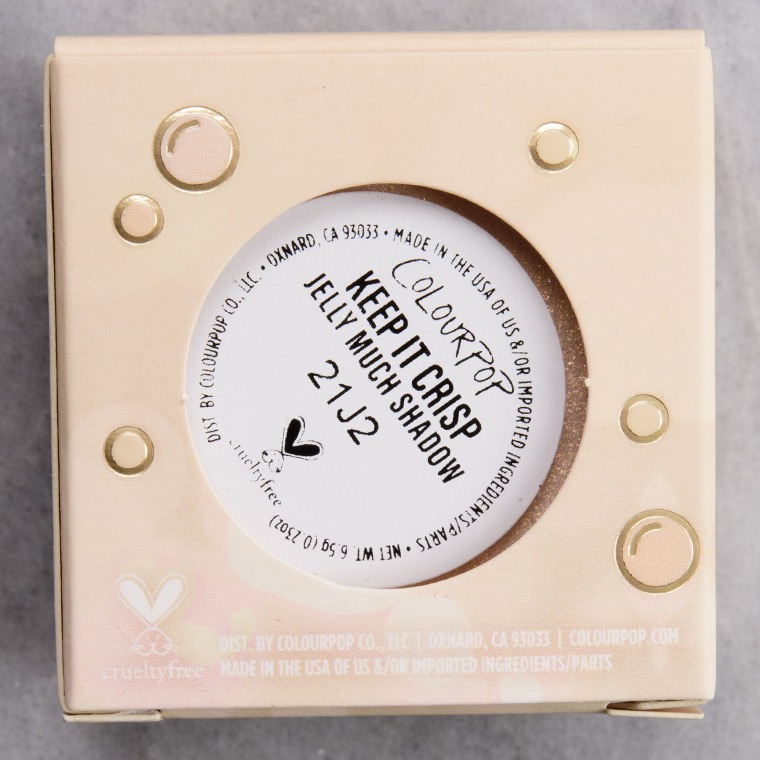 DIST BY COLOURPOP CO., LLC. • OXNARD, CA 93033 • MADE IN THE USA OF US &/OR IMPORTED INGREDIENTS/PARTS • NET WT. 6.5g (0.23oz)
COLOURPOP
KEEP IT CRISP
JELLY MUCH SHADOW
21J2
crueltyfree
crueltyfree
DIST. BY COLOURPOP CO., LLC | OXNARD, CA 93033 | COLOURPOP.COM
MADE IN THE USA OF US &/OR IMPORTED INGREDIENTS/PARTS